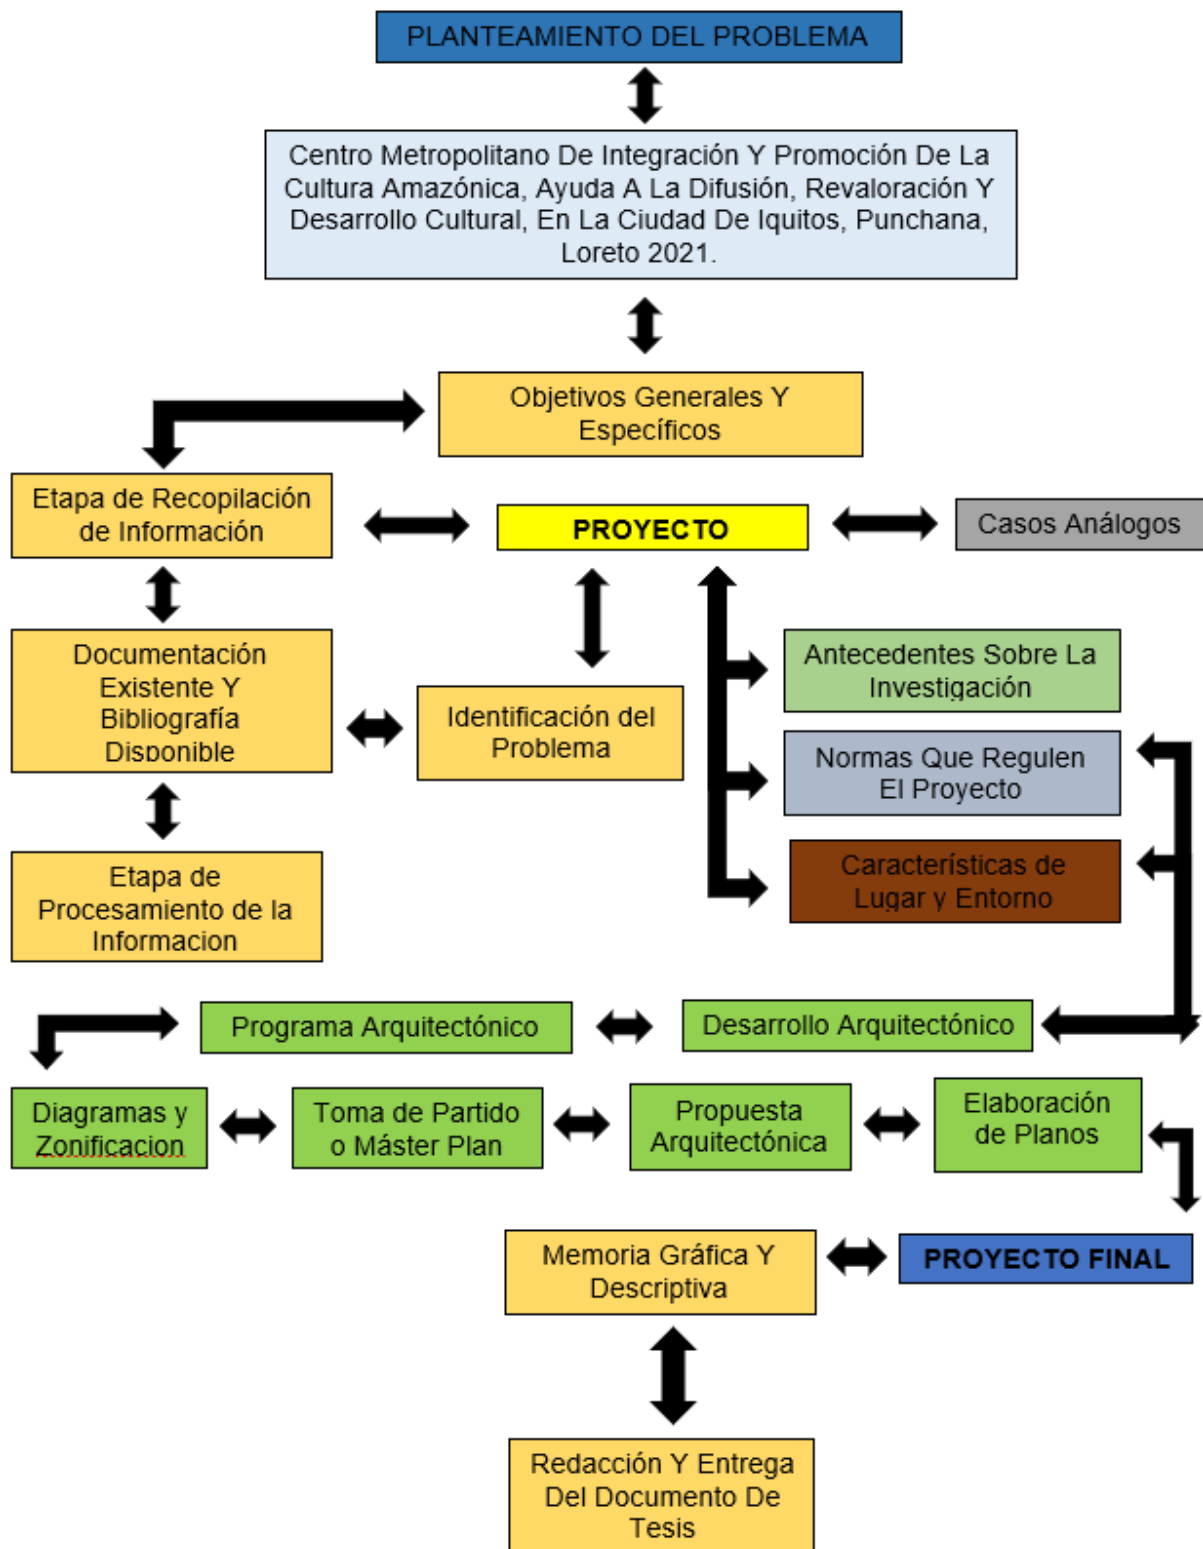 PLANTEAMIENTO DEL PROBLEMA
Centro Metropolitano De Integración Y Promoción De La
Cultura Amazónica, Ayuda A La Difusión, Revaloración Y
Desarrollo Cultural, En La Ciudad De Iquitos, Punchana,
Loreto 2021.
Objetivos Generales Y
Específicos
Etapa de Recopilación
de Información
PROYECTO
Casos Análogos
Documentación
Existente Y
Bibliografía
Disponible
Identificación del
Problema
Antecedentes Sobre La
Investigación
Normas Que Regulen
El Proyecto
Etapa de
Procesamiento de la
Informacion
Características de
Lugar y Entorno
Programa Arquitectónico
Desarrollo Arquitectónico
Diagramas y
Zonificacion
Toma de Partido
o Máster Plan
Propuesta
Arquitectónica
Elaboración
de Planos
Memoria Gráfica Y
Descriptiva
PROYECTO FINAL
Redacción Y Entrega
Del Documento De
Tesis